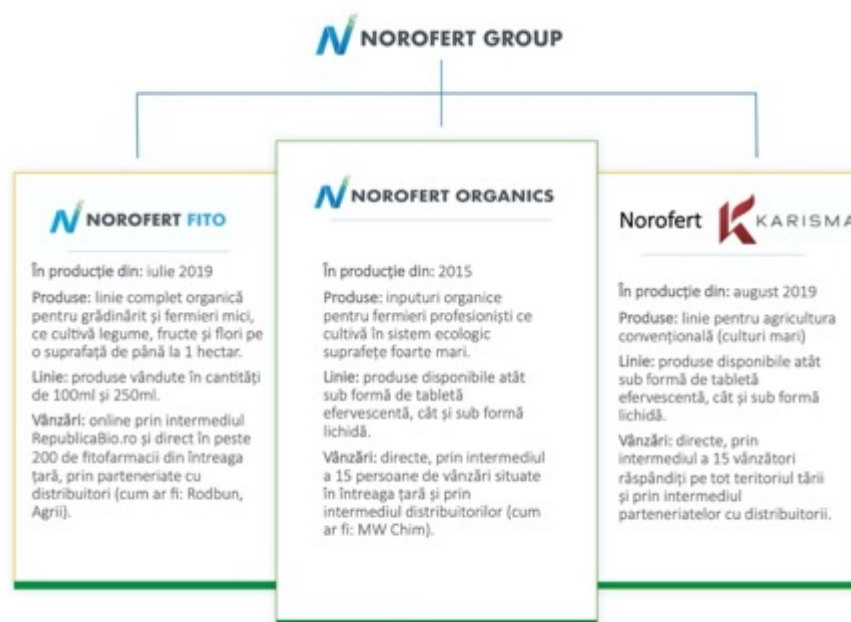 NOROFERT GROUP
NOROFERT FITO
În producție din: iulie 2019
Produse: linie complet organică
pentru grădinărit și fermieri mici,
ce cultivă legume, fructe și flori pe
o suprafață de până la 1 hectar.
Linie: produse vândute în cantități
de 100ml și 250ml.
Vânzări: online prin intermediul
RepublicaBio.ro și direct în peste
200 de fitofarmacii din întreaga
țară, prin parteneriate cu
distribuitori (cum ar fi: Rodbun,
Agrii).
NOROFERT ORGANICS
În producție din: 2015
Produse: inputuri organice
pentru fermieri profesioniști ce
cultivă în sistem ecologic
suprafețe foarte mari.
Linie: produse disponibile atât
sub formă de tabletă
efervescentă, cât și sub formă
lichidă.
Vânzări: directe, prin intermediul
a 15 persoane de vânzări situate
în întreaga țară și prin
intermediul distribuitorilor (cum
ar fi: MW Chim).
Norofert KARISMA
În producție din: august 2019
Produse: linie pentru agricultura
convențională (culturi mari)
Linie: produse disponibile atât
sub formă de tabletă
efervescentă, cât și sub formă
lichidă.
Vânzări: directe, prin
intermediul a 15 vânzători
răspândiți pe tot teritoriul tării
și prin intermediul
parteneriatelor cu distribuitorii.